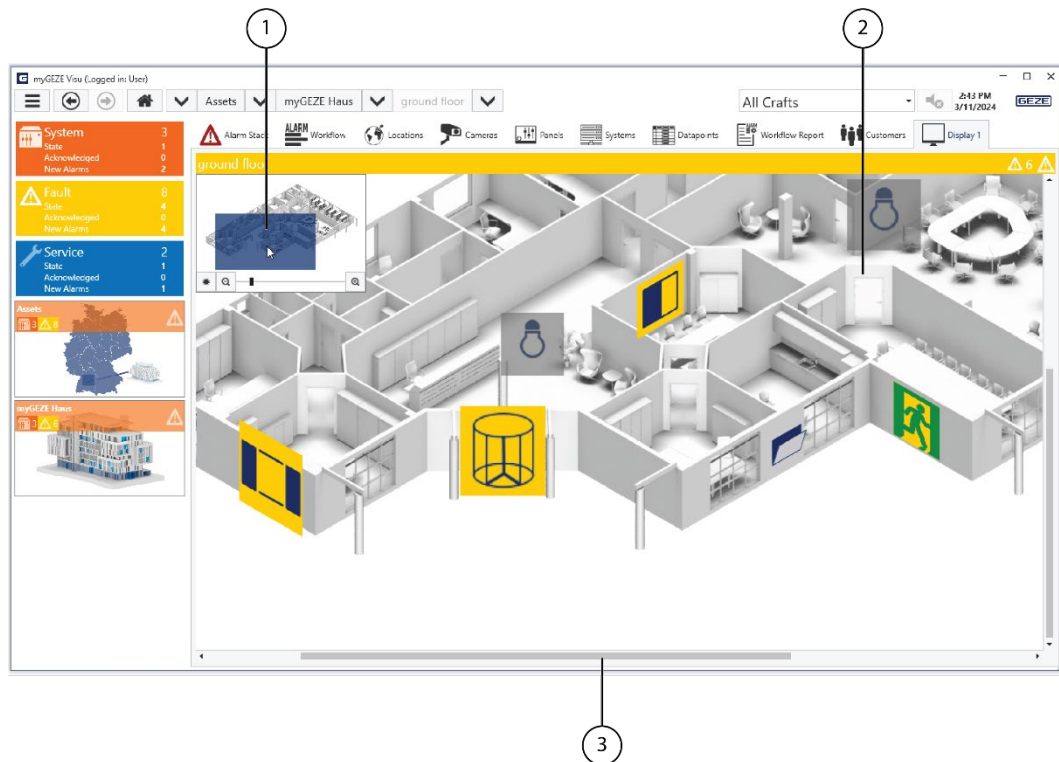 1
2
myGEZE Visu (Logged in: User)
Assets
myGEZE Haus
ground floor
All Crafts
2:43 PM
3/11/2024
GEZE
System 3
State 1
Acknowledged 0
New Alarms 2
Fault 8
State 4
Acknowledged 0
New Alarms 4
Service 2
State 1
Acknowledged 0
New Alarms 1
Assets
3 8
myGEZE Haus
3 6
Alarm Stack
ALARM
Workflow
Locations
Cameras
Panels
Systems
Datapoints
Workflow Report
Customers
Display 1
ground floor
6
3